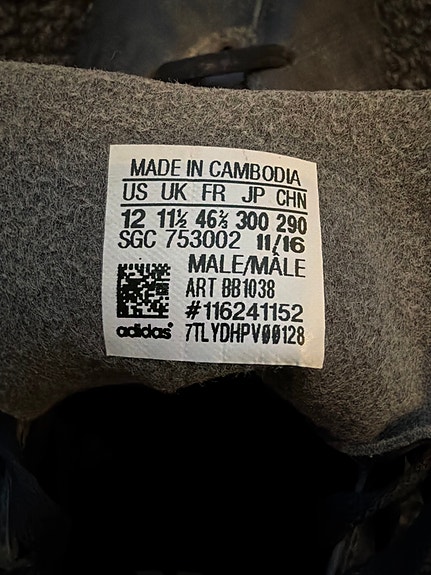 MADE IN CAMBODIA
US UK FR JP CHN
12 11½ 46⅔ 300 290
SGC 753002 11/16
MALE/MÂLE
ART BB1038
#116241152
adidas® 7TLYDHPV00128